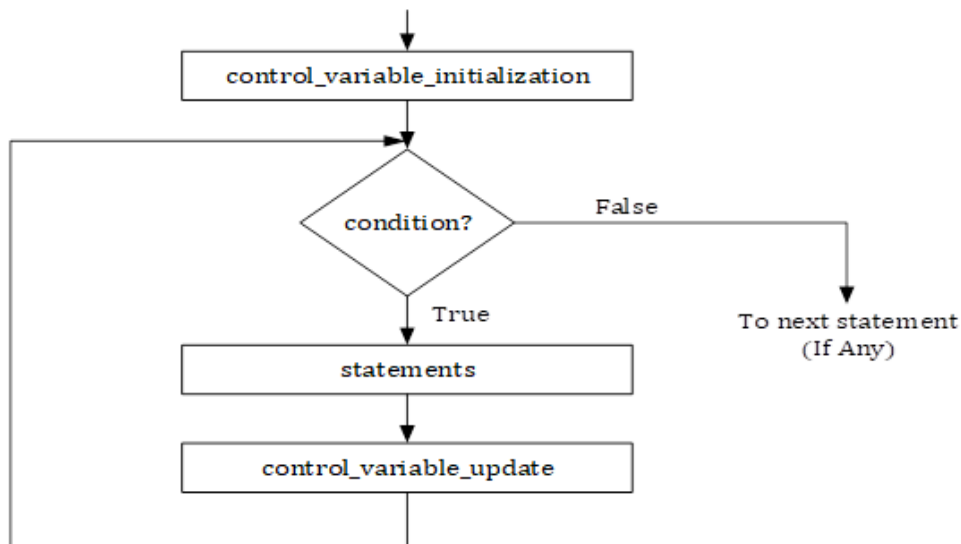 control_variable_initialization
condition?
False
True
To next statement
(If Any)
statements
control_variable_update